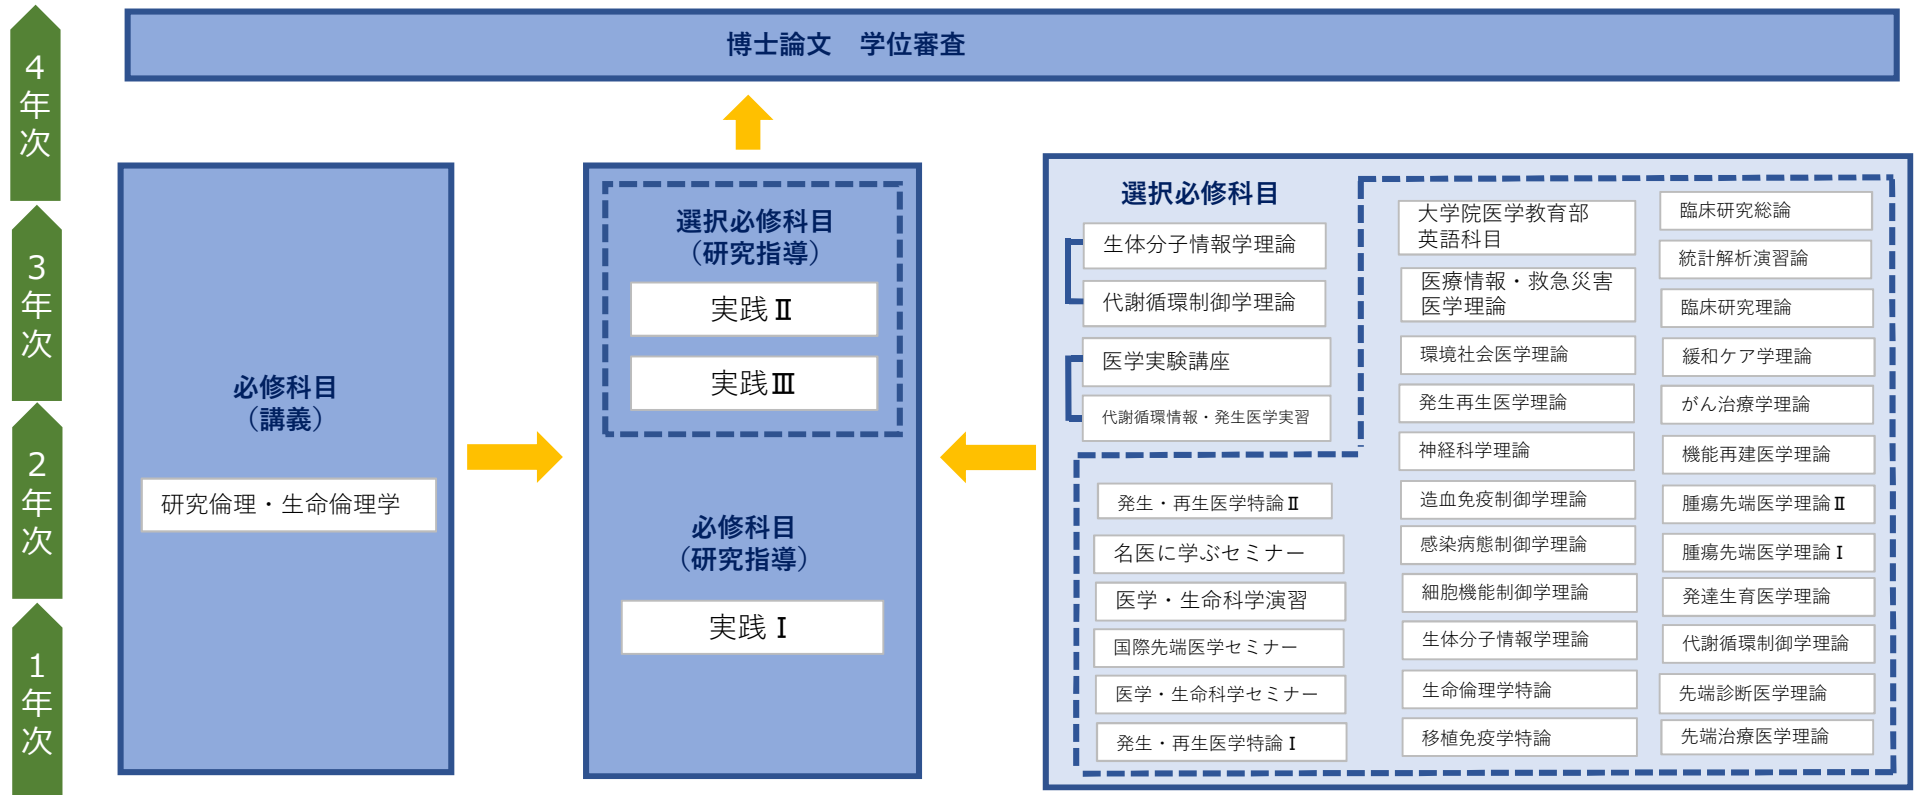 4
年
次
3
年
次
2
年
次
1
年
次
博士論文　学位審査
必修科目
（講義）
研究倫理・生命倫理学
選択必修科目
（研究指導）
実践Ⅱ
実践Ⅲ
必修科目
（研究指導）
実践Ⅰ
選択必修科目
生体分子情報学理論
代謝循環制御学理論
医学実験講座
代謝循環情報・発生医学実習
発生・再生医学特論Ⅱ
名医に学ぶセミナー
医学・生命科学演習
国際先端医学セミナー
医学・生命科学セミナー
発生・再生医学特論Ⅰ
大学院医学教育部
英語科目
医療情報・救急災害
医学理論
環境社会医学理論
発生再生医学理論
神経科学理論
造血免疫制御学理論
感染病態制御学理論
細胞機能制御学理論
生体分子情報学理論
生命倫理学特論
移植免疫学特論
臨床研究総論
統計解析演習論
臨床研究理論
緩和ケア学理論
がん治療学理論
機能再建医学理論
腫瘍先端医学理論Ⅱ
腫瘍先端医学理論Ⅰ
発達生育医学理論
代謝循環制御学理論
先端診断医学理論
先端治療医学理論